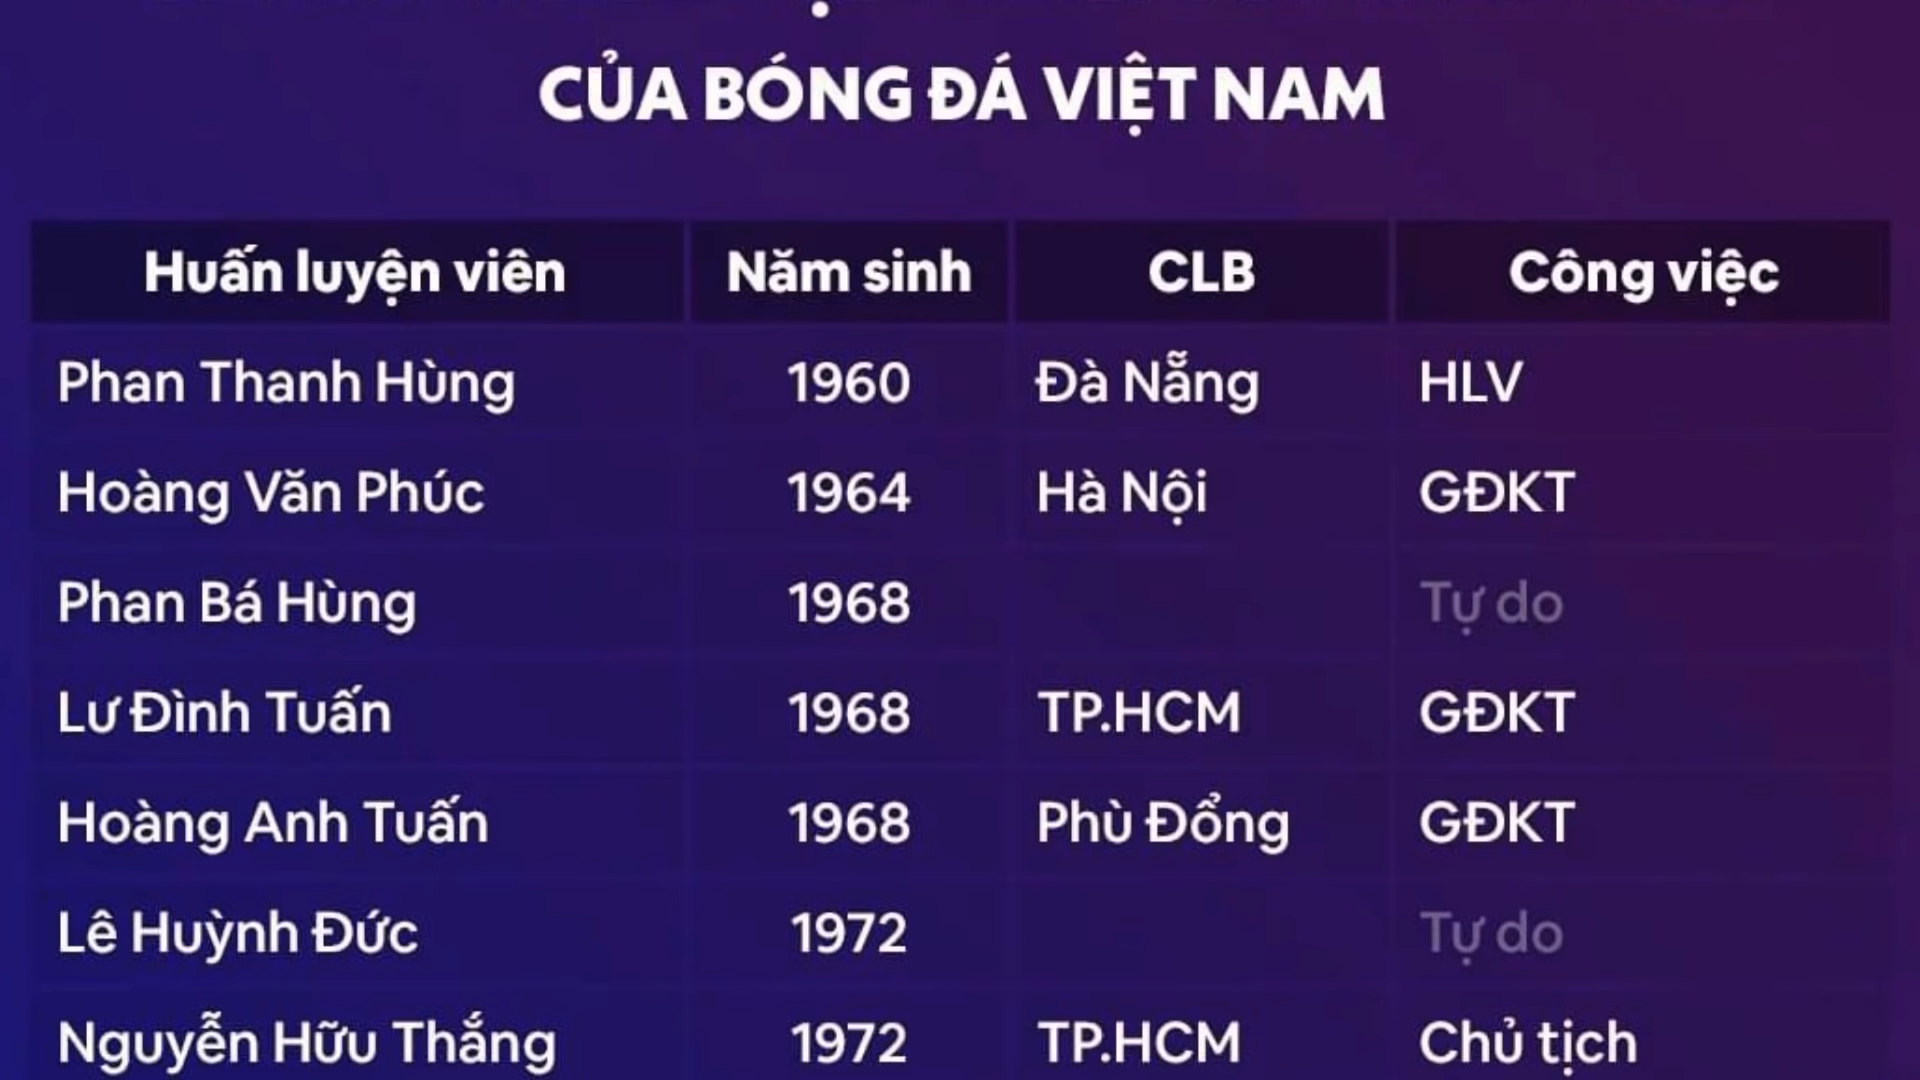 CỦA BÓNG ĐÁ VIỆT NAM
Huấn luyện viên Năm sinh CLB Công việc
Phan Thanh Hùng 1960 Đà Nẵng HLV
Hoàng Văn Phúc 1964 Hà Nội GĐKT
Phan Bá Hùng 1968 Tự do
Lư Đình Tuấn 1968 TP.HCM GĐKT
Hoàng Anh Tuấn 1968 Phù Đổng GĐKT
Lê Huỳnh Đức 1972 Tự do
Nguyễn Hữu Thắng 1972 TP.HCM Chủ tịch